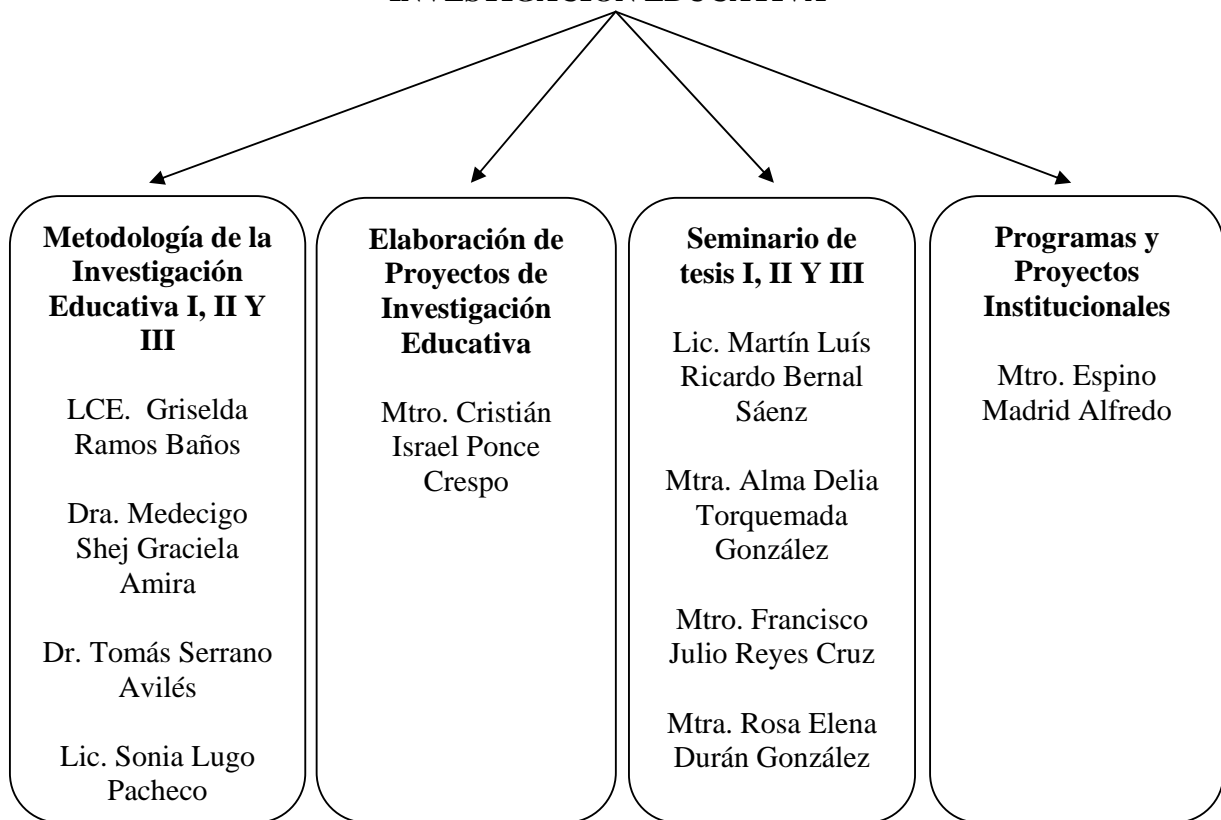 INVESTIGACIÓN EDUCATIVA
Metodología de la
Investigación
Educativa I, II Y
III
LCE.  Griselda
Ramos Baños
Dra. Medecigo
Shej Graciela
Amira
Dr. Tomás Serrano
Avilés
Lic. Sonia Lugo
Pacheco
Elaboración de
Proyectos de
Investigación
Educativa
Mtro. Cristián
Israel Ponce
Crespo
Seminario de
tesis I, II Y III
Lic. Martín Luís
Ricardo Bernal
Sáenz
Mtra. Alma Delia
Torquemada
González
Mtro. Francisco
Julio Reyes Cruz
Mtra. Rosa Elena
Durán González
Programas y
Proyectos
Institucionales
Mtro. Espino
Madrid Alfredo